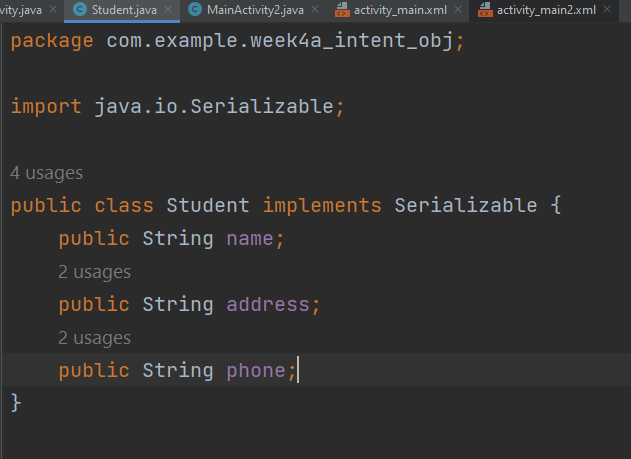 vity.java Student.java MainActivity2.java activity_main.xml activity_main2.xml
package com.example.week4a_intent_obj;
import java.io.Serializable;
4 usages
public class Student implements Serializable {
public String name;
2 usages
public String address;
2 usages
public String phone;
}